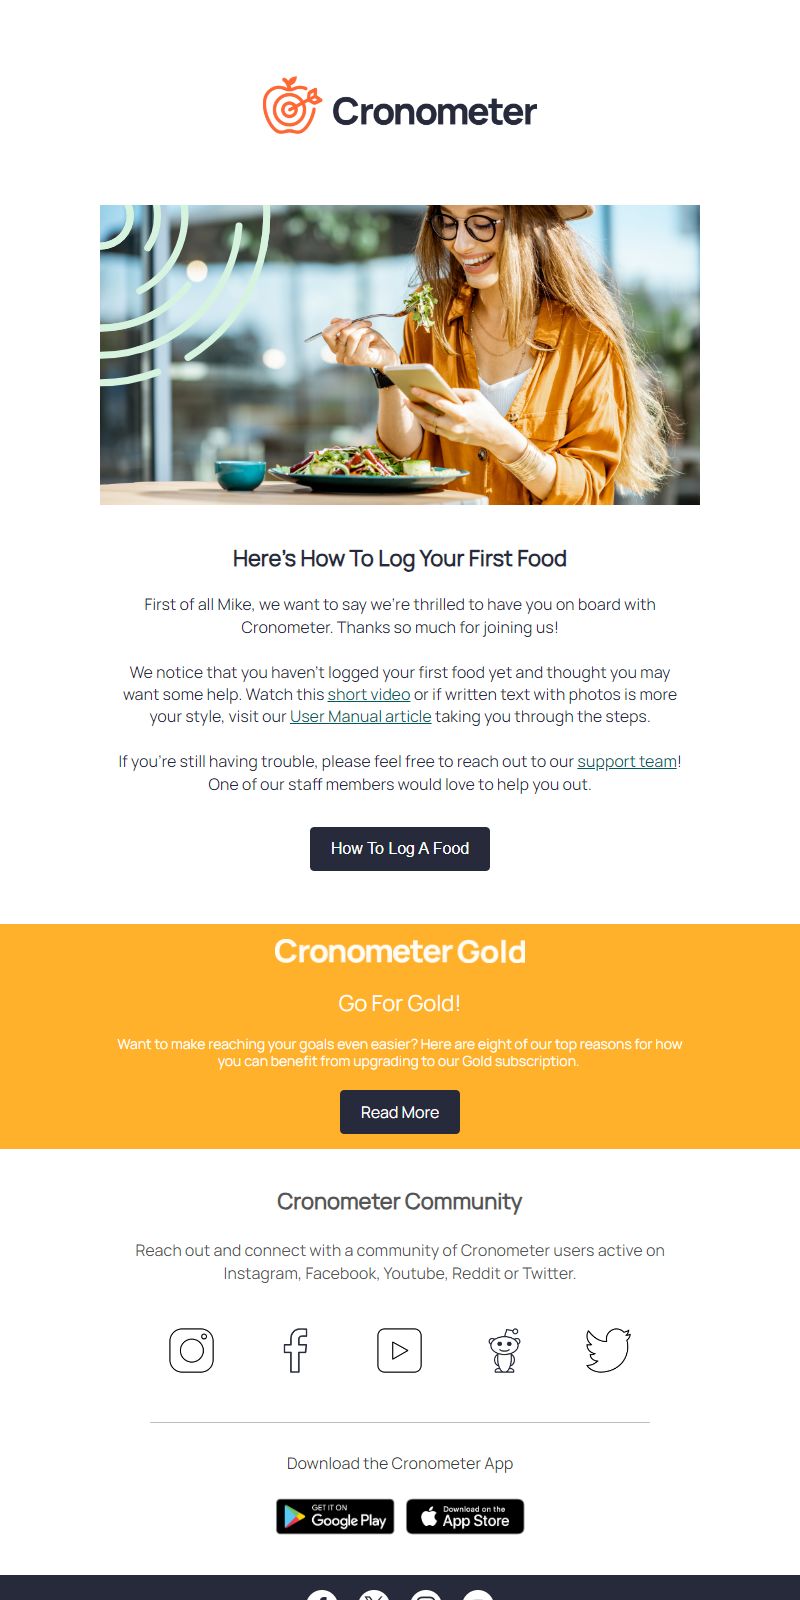 Cronometer
Here's How To Log Your First Food
First of all Mike, we want to say we're thrilled to have you on board with
Cronometer. Thanks so much for joining us!
We notice that you haven't logged your first food yet and thought you may
want some help. Watch this short video or if written text with photos is more
your style, visit our User Manual article taking you through the steps.
If you're still having trouble, please feel free to reach out to our support team!
One of our staff members would love to help you out.
How To Log A Food
Cronometer Gold
Go For Gold!
Want to make reaching your goals even easier? Here are eight of our top reasons for how
you can benefit from upgrading to our Gold subscription.
Read More
Cronometer Community
Reach out and connect with a community of Cronometer users active on
Instagram, Facebook, Youtube, Reddit or Twitter.
Download the Cronometer App
GET IT ON
Google Play
Download on the
App Store